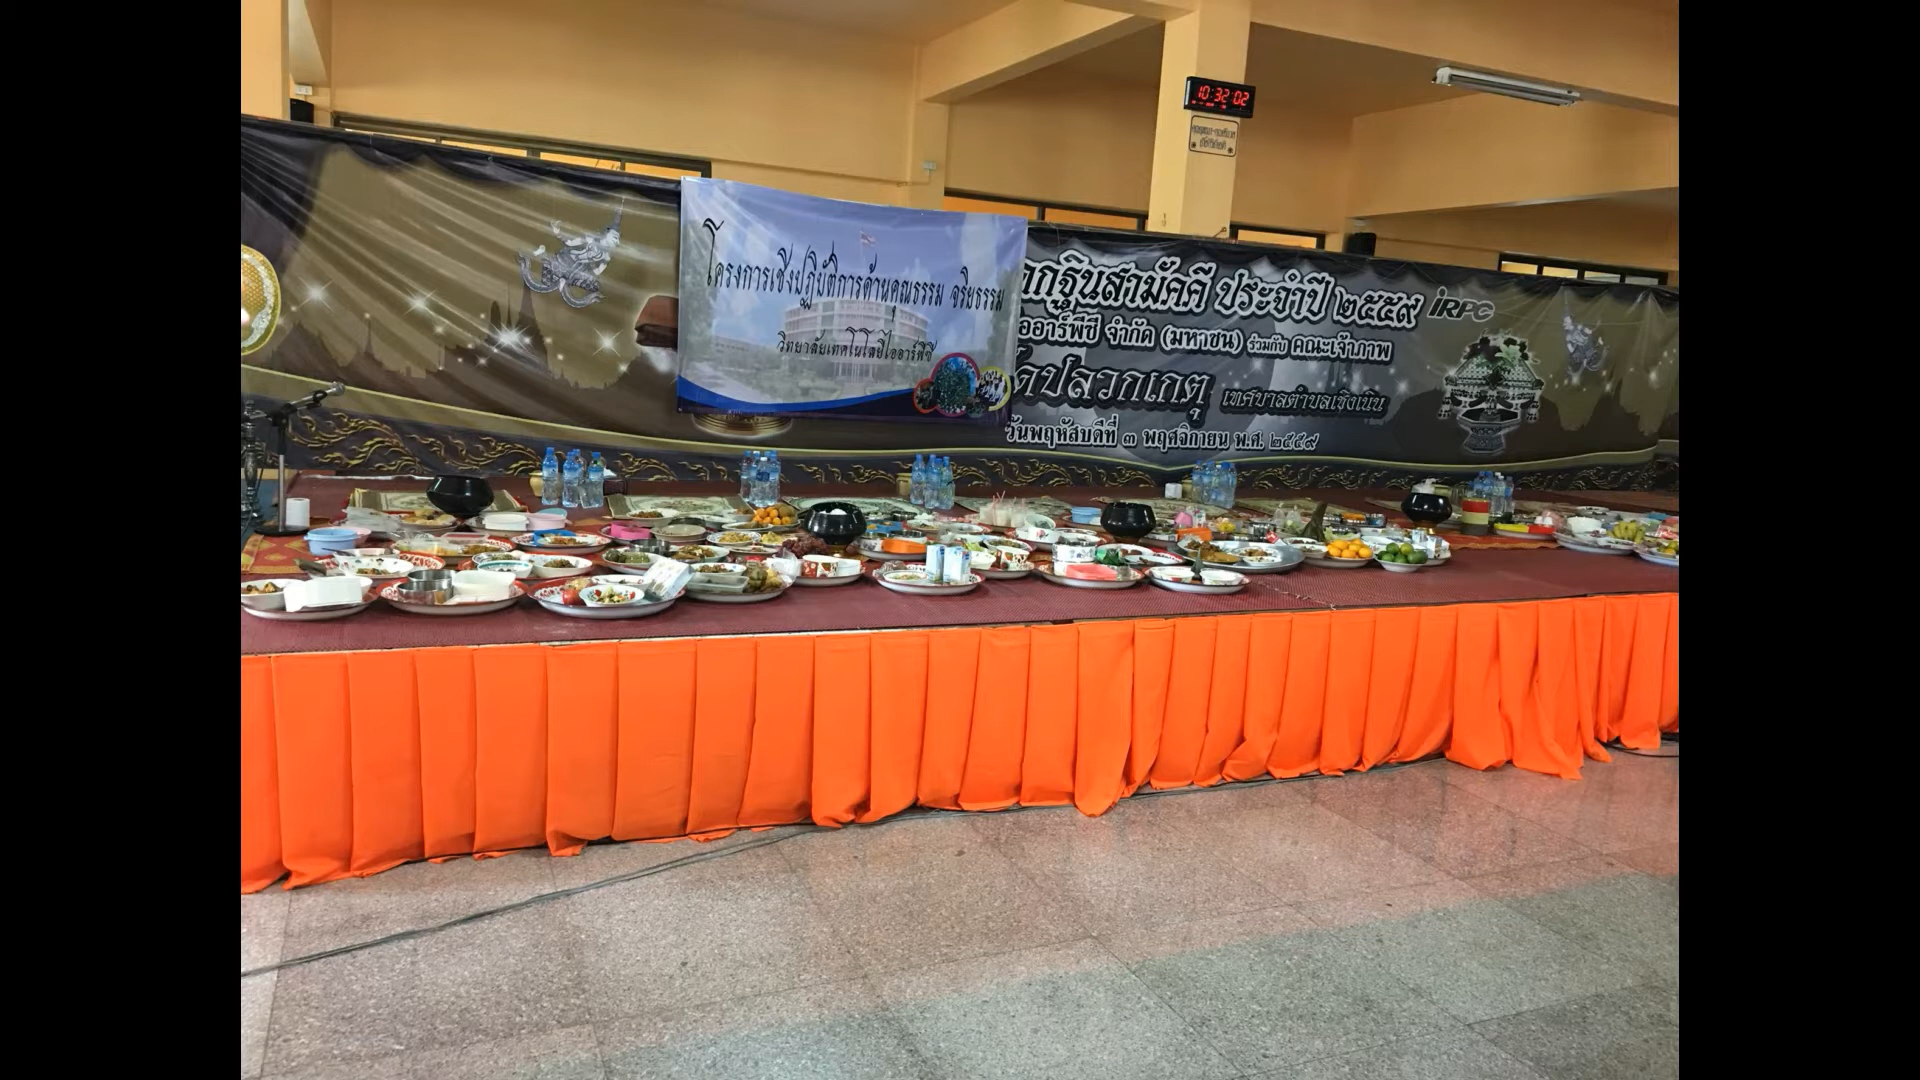 10:32:02
โครงการเชิงปฏิบัติการด้านคุณธรรม จริยธรรม
วิทยาลัยเทคโนโลยีไออาร์พีซี
กฐินสามัคคี ประจำปี ๒๕๕๙ iRPC
ออาร์พีซี จำกัด (มหาชน) ร่วมกับ คณะเจ้าภาพ
ดปลวกเกตุ เทศบาลตำบลเชิงเนิน
วันพฤหัสบดีที่ ๓ พฤศจิกายน พ.ศ. ๒๕๕๙